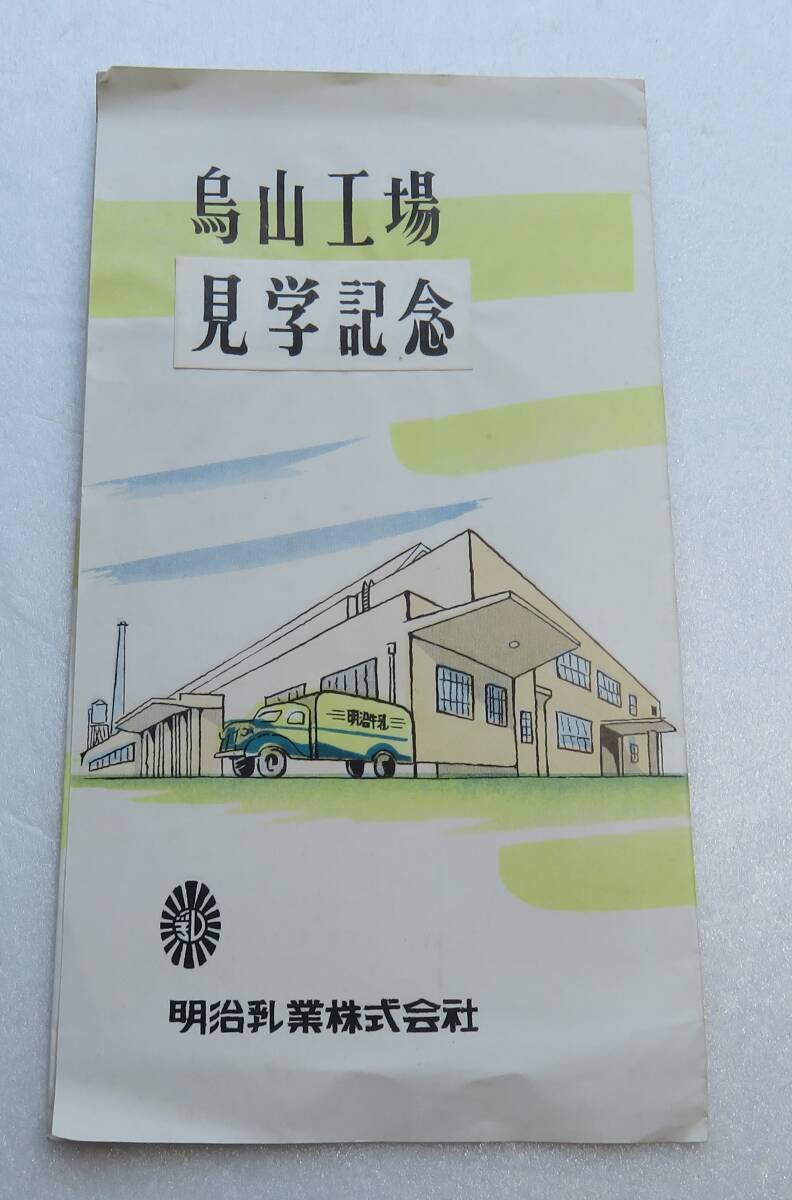 烏山工場
見学記念
明治牛乳
明治乳業株式会社